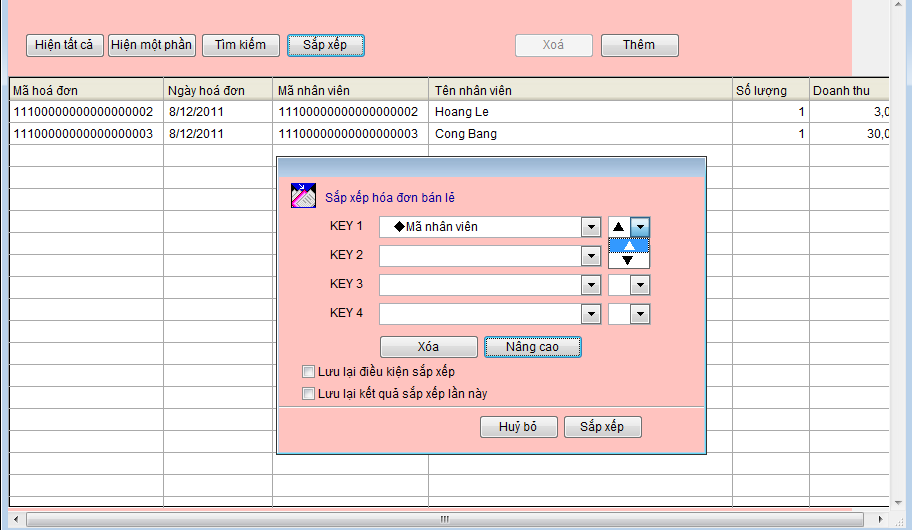 Hiện tất cả Hiện một phần Tìm kiếm Sắp xếp Xoá Thêm
Mã hoá đơn Ngày hoá đơn Mã nhân viên Tên nhân viên Số lượng Doanh thu
11100000000000000002 8/12/2011 11100000000000000002 Hoang Le 1 3,0
11100000000000000003 8/12/2011 11100000000000000003 Cong Bang 1 30,0
Sắp xếp hóa đơn bán lẻ
KEY 1 ◆Mã nhân viên ▲
KEY 2
KEY 3
KEY 4
Xóa Nâng cao
Lưu lại điều kiện sắp xếp
Lưu lại kết quả sắp xếp lần này
Huỷ bỏ Sắp xếp